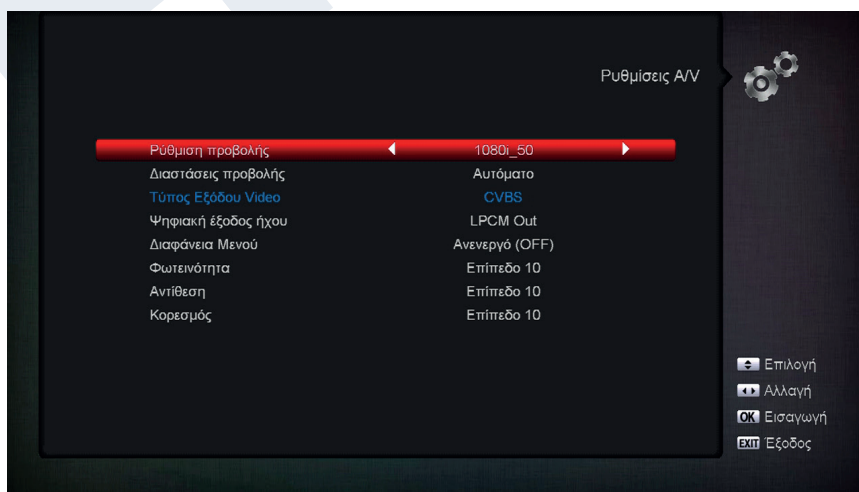 Ρυθμίσεις A/V
Ρύθμιση προβολής 1080i_50
Διαστάσεις προβολής Αυτόματο
Τύπος Εξόδου Video CVBS
Ψηφιακή έξοδος ήχου LPCM Out
Διαφάνεια Μενού Ανενεργό (OFF)
Φωτεινότητα Επίπεδο 10
Αντίθεση Επίπεδο 10
Κορεσμός Επίπεδο 10
Επιλογή
Αλλαγή
OK Εισαγωγή
EXIT Έξοδος